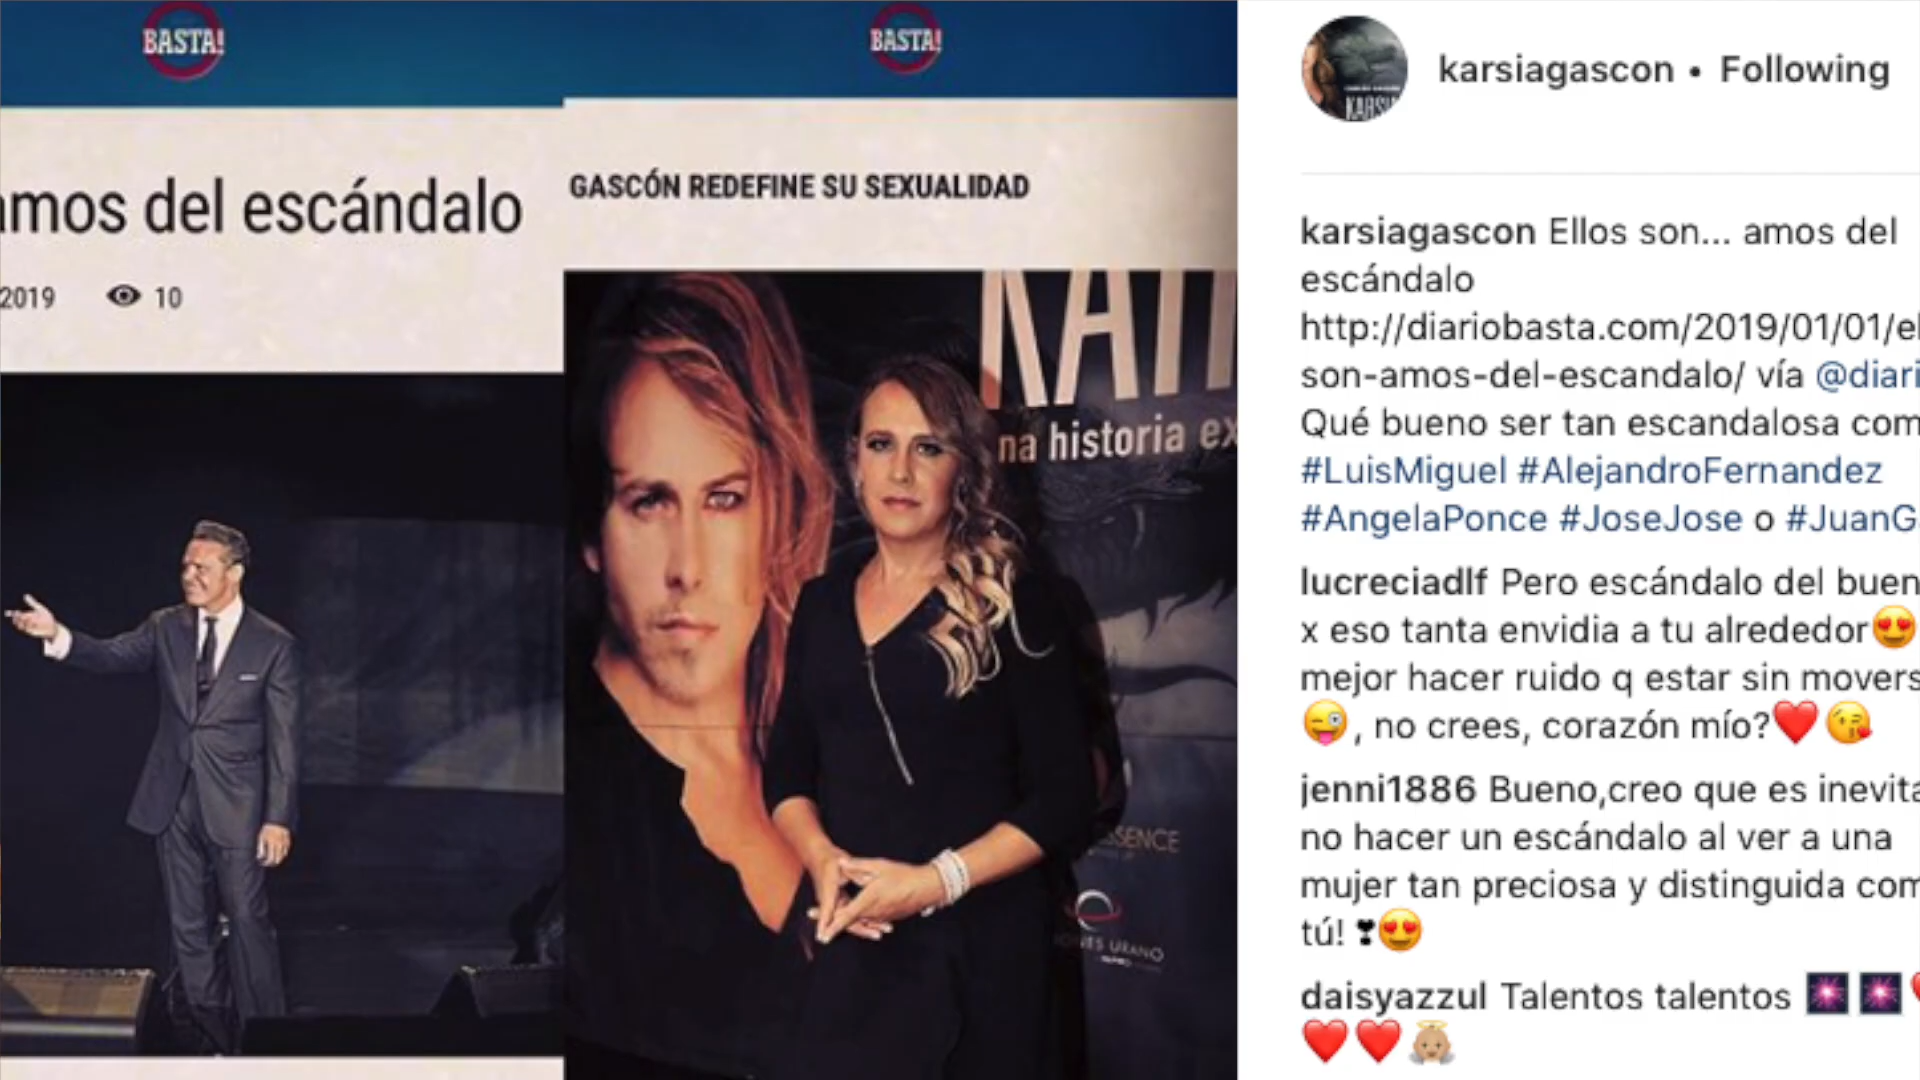 BASTA!
BASTA!
amos del escándalo
2019
10
GASCÓN REDEFINE SU SEXUALIDAD
na historia ex
karsiagascon • Following
karsiagascon Ellos son... amos del
escándalo
http://diariobasta.com/2019/01/01/el
son-amos-del-escandalo/ vía @diari
Qué bueno ser tan escandalosa com
#LuisMiguel #AlejandroFernandez
#AngelaPonce #JoseJose o #JuanG
lucreciadlf Pero escándalo del buen
x eso tanta envidia a tu alrededor😍
mejor hacer ruido q estar sin movers
😜, no crees, corazón mío?❤️😘
jenni1886 Bueno,creo que es inevita
no hacer un escándalo al ver a una
mujer tan preciosa y distinguida com
tú! ❣😍
daisyazzul Talentos talentos 🎆🎆❤️
❤️❤️👼🏼